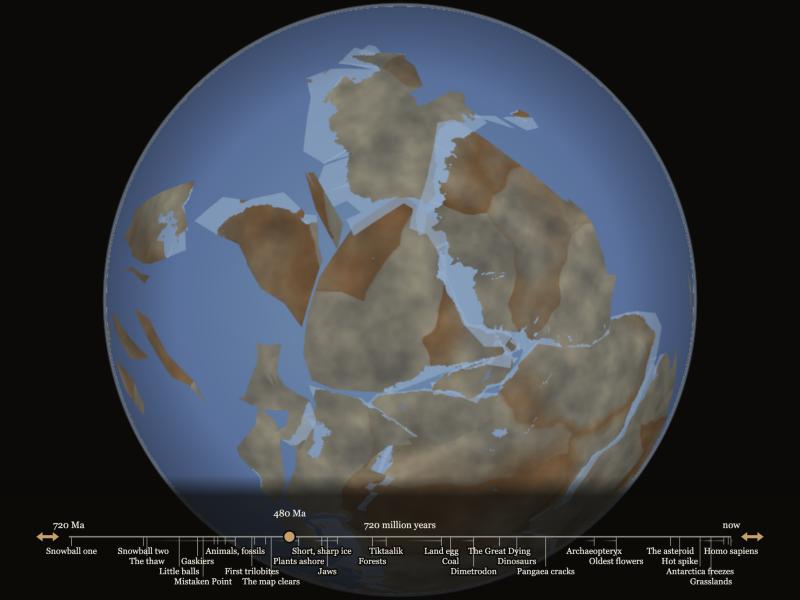 480 Ma
720 Ma
720 million years
now
Snowball one
Snowball two
Animals, fossils
Short, sharp ice
Tiktaalik
Land egg
The Great Dying
Archaeopteryx
The asteroid
Homo sapiens
The thaw
Gaskiers
Plants ashore
Forests
Coal
Dinosaurs
Oldest flowers
Hot spike
Little balls
First trilobites
Jaws
Dimetrodon
Pangaea cracks
Antarctica freezes
Mistaken Point
The map clears
Grasslands